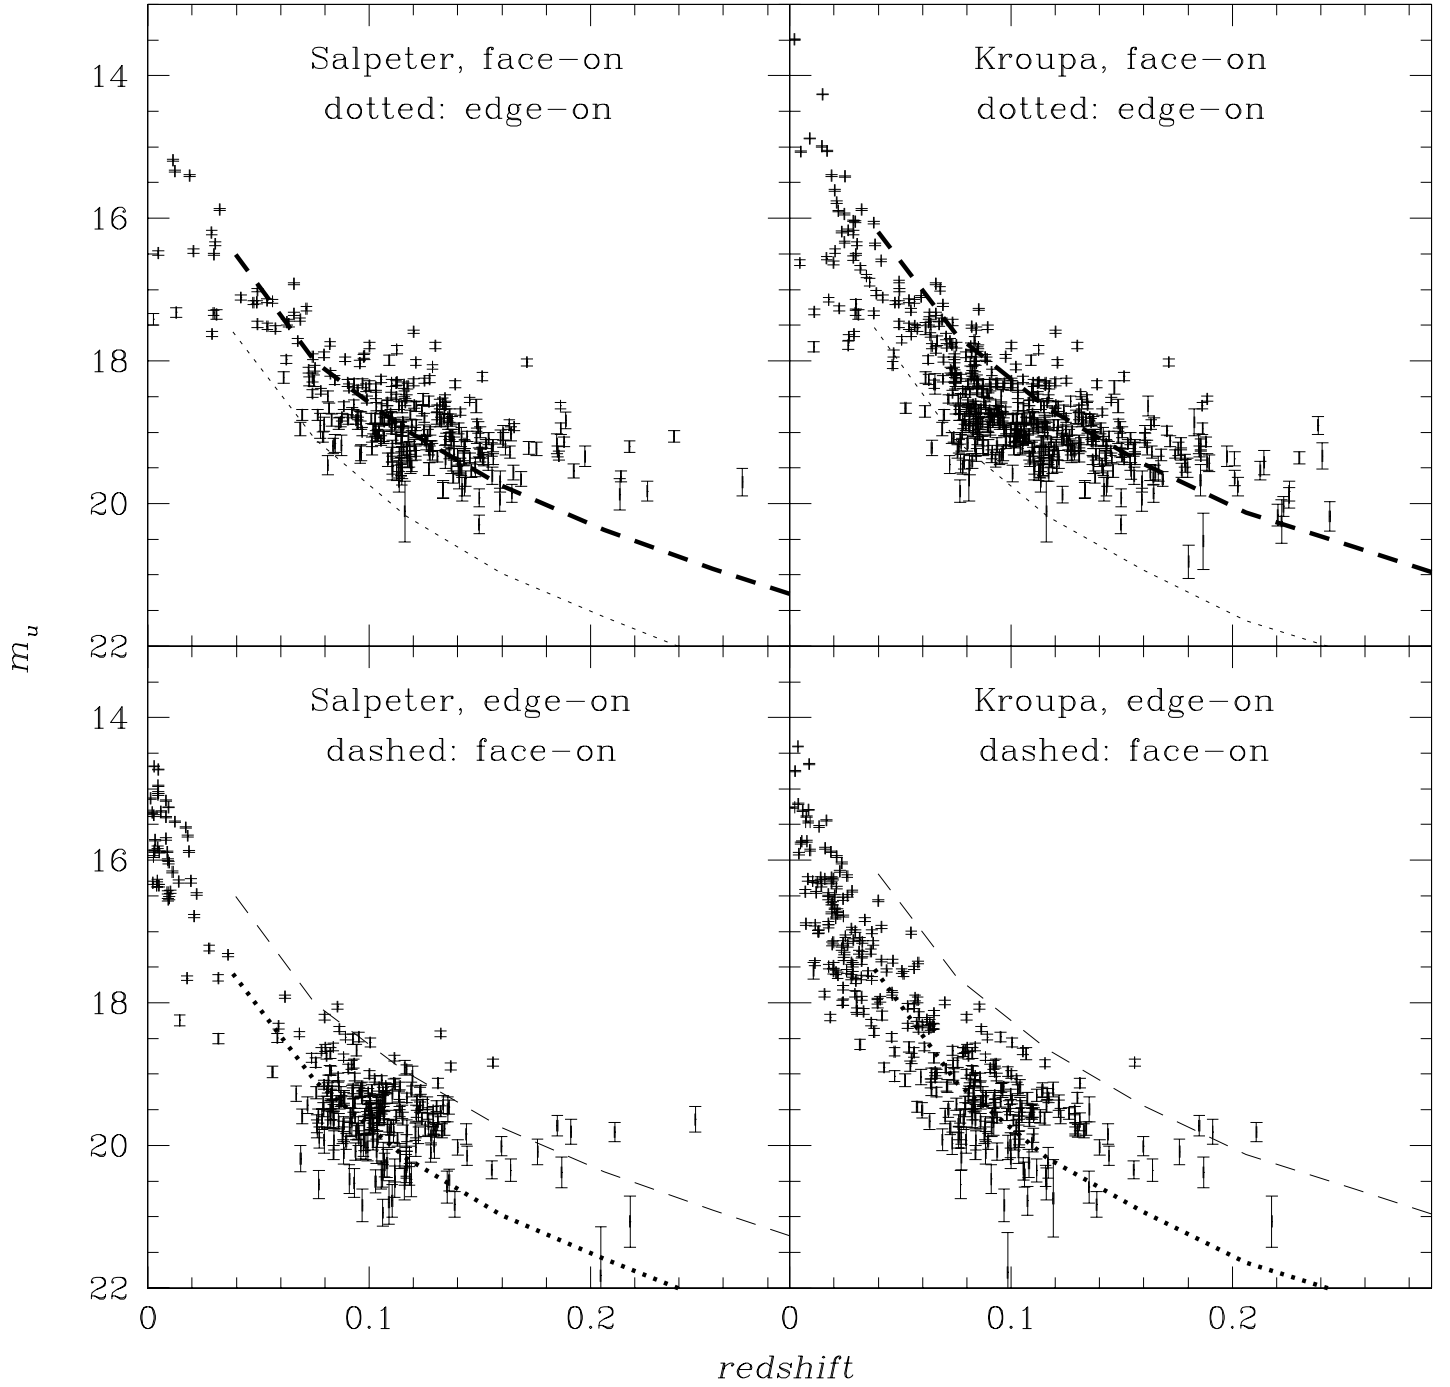 Salpeter, face-on
dotted: edge-on
Kroupa, face-on
dotted: edge-on
14
16
18
20
22
m_u
Salpeter, edge-on
dashed: face-on
Kroupa, edge-on
dashed: face-on
14
16
18
20
22
0
0.1
0.2
0
0.1
0.2
redshift